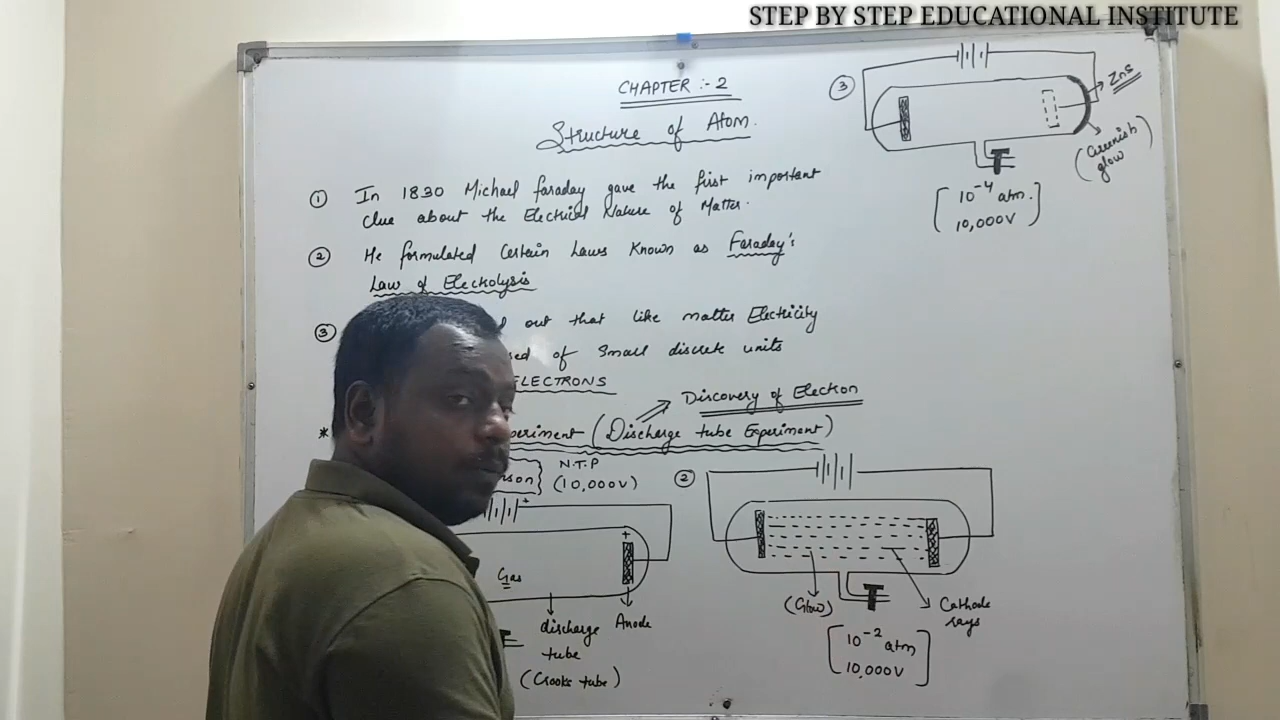 STEP BY STEP EDUCATIONAL INSTITUTE
CHAPTER :- 2
Structure of Atom.
① In 1830 Michael faraday gave the first important
clue about the Electrical Nature of Matter.
② He formulated Certain Laws Known as Faraday's
Law of Electrolysis
③ out that like matter Electricity
of Small discrete units
ELECTRONS
Discovery of Electron
* (Discharge tube Experiment)
N.T.P
(10,000V)
+
+
Gas
discharge
tube
(Crooks tube)
Anode
②
(Glow)
Cathode
rays
10⁻² atm
10,000V
③
ZnS
(Greenish
glow)
10⁻⁴ atm.
10,000V